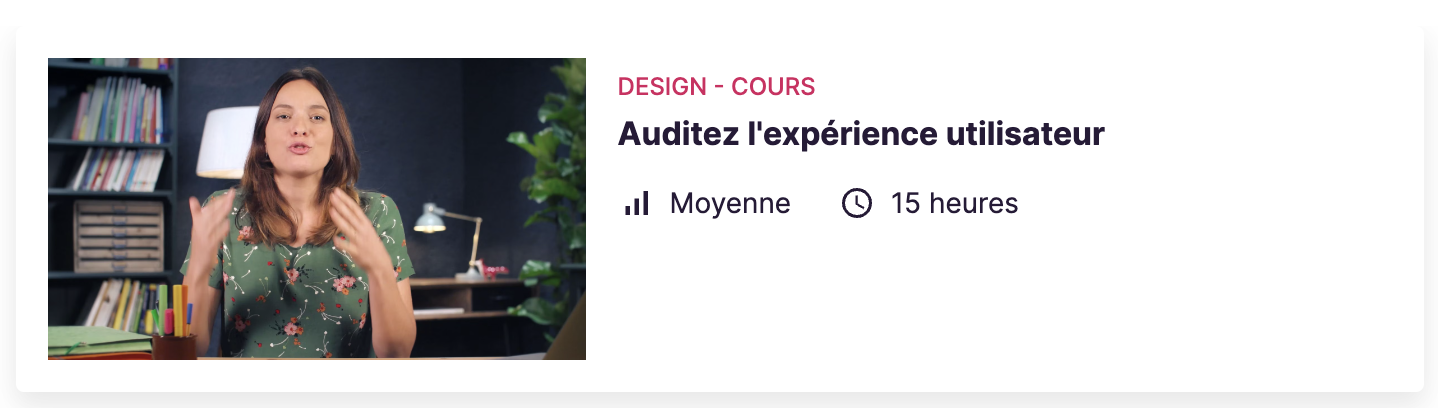 DESIGN - COURS
Auditez l'expérience utilisateur
Moyenne
15 heures